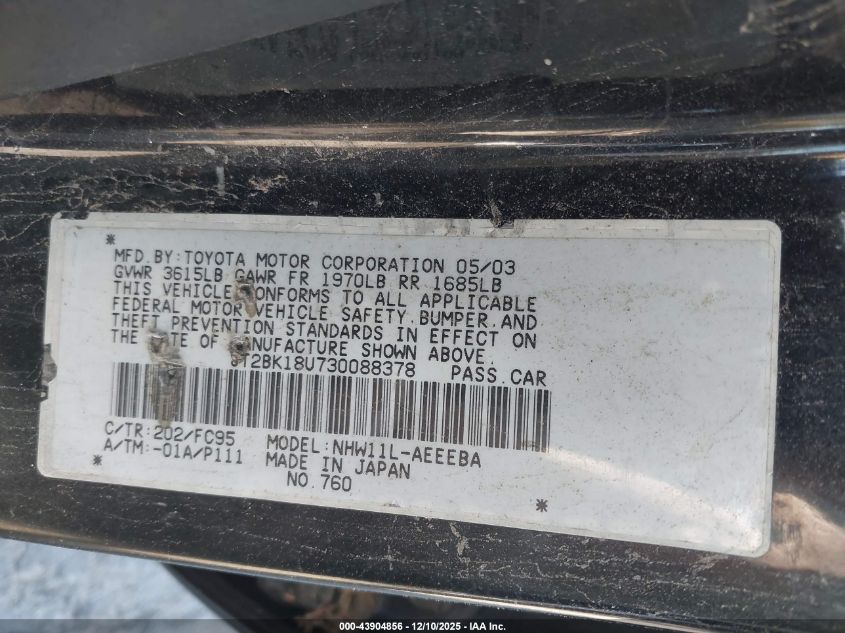 *
MFD.BY:TOYOTA MOTOR CORPORATION 05/03
GVWR 3615LB GAWR FR 1970LB RR 1685LB
THIS VEHICLE CONFORMS TO ALL APPLICABLE
FEDERAL MOTOR VEHICLE SAFETY,BUMPER,AND
THEFT PREVENTION STANDARDS IN EFFECT ON
THE DATE OF MANUFACTURE SHOWN ABOVE.
JT2BK18U730088378 PASS.CAR
C/TR:202/FC95 MODEL:NHW11L-AEEEBA
A/TM:-01A/P111 MADE IN JAPAN
* NO.760 *
000-43904856 - 12/10/2025 - IAA Inc.